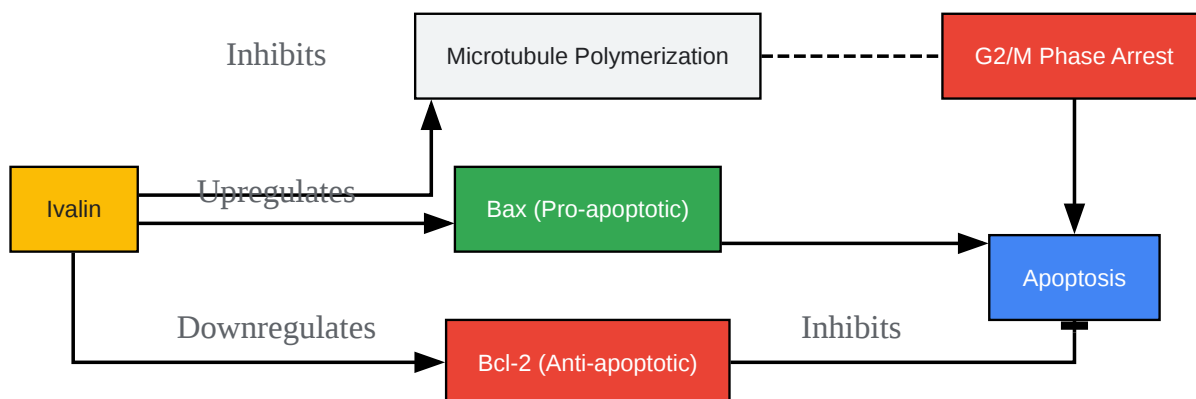 Inhibits
Microtubule Polymerization
G2/M Phase Arrest
Ivalin
Upregulates
Bax (Pro-apoptotic)
Apoptosis
Downregulates
Inhibits
Bcl-2 (Anti-apoptotic)